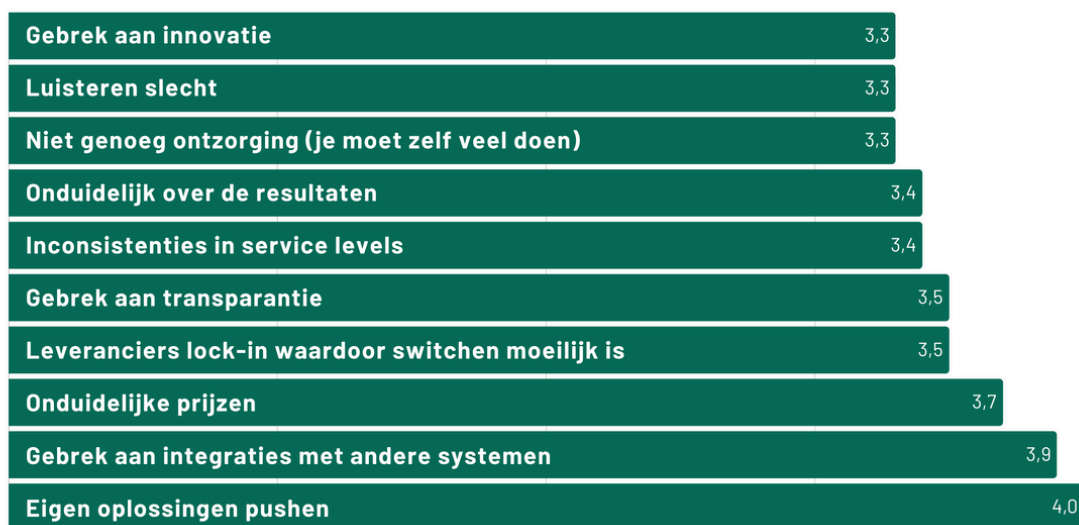 Gebrek aan innovatie 3,3
Luisteren slecht 3,3
Niet genoeg ontzorging (je moet zelf veel doen) 3,3
Onduidelijk over de resultaten 3,4
Inconsistenties in service levels 3,4
Gebrek aan transparantie 3,5
Leveranciers lock-in waardoor switchen moeilijk is 3,5
Onduidelijke prijzen 3,7
Gebrek aan integraties met andere systemen 3,9
Eigen oplossingen pushen 4,0